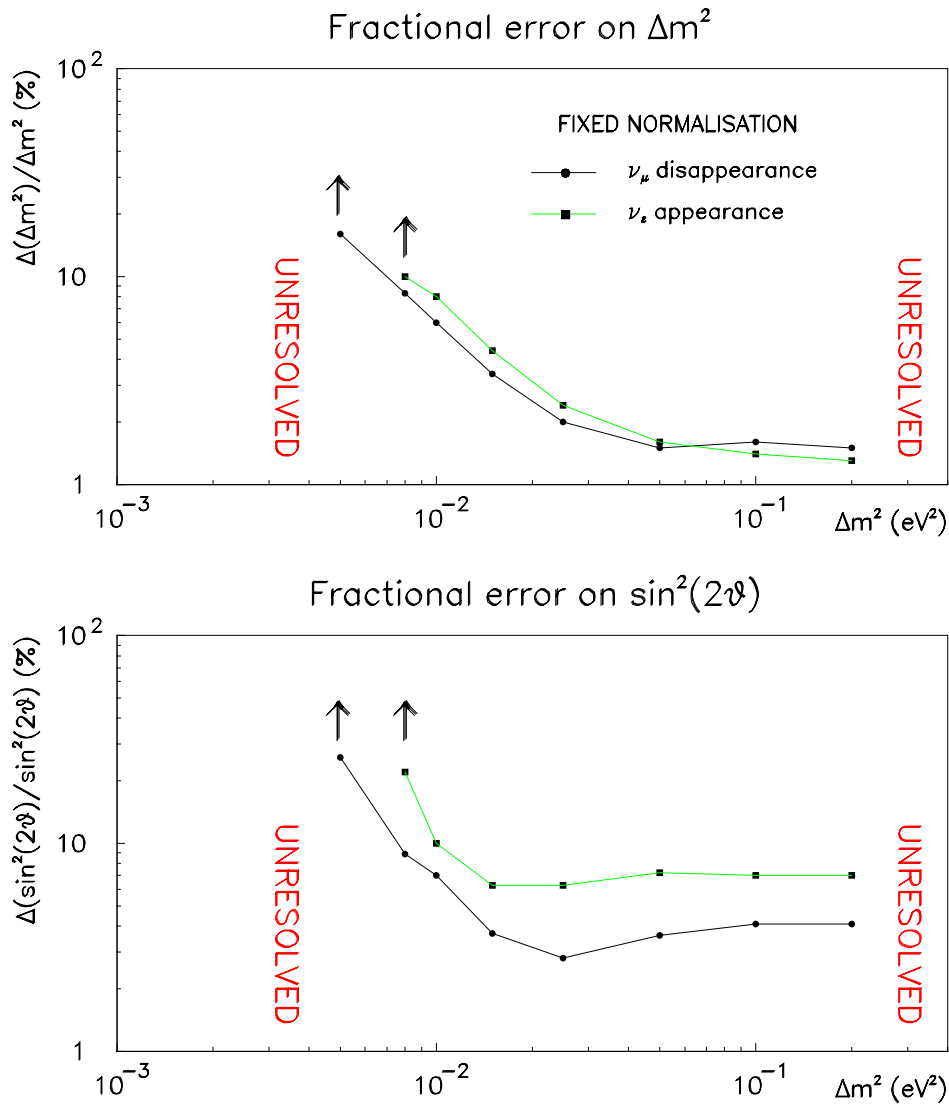 Fractional error on Δm²
Δ(Δm²)/Δm² (%)
10²
10
1
FIXED NORMALISATION
ν_μ disappearance
ν_e appearance
UNRESOLVED
UNRESOLVED
10⁻³
10⁻²
10⁻¹
Δm² (eV²)
Fractional error on sin²(2ϑ)
Δ(sin²(2ϑ)/sin²(2ϑ) (%)
10²
10
1
UNRESOLVED
UNRESOLVED
10⁻³
10⁻²
10⁻¹
Δm² (eV²)